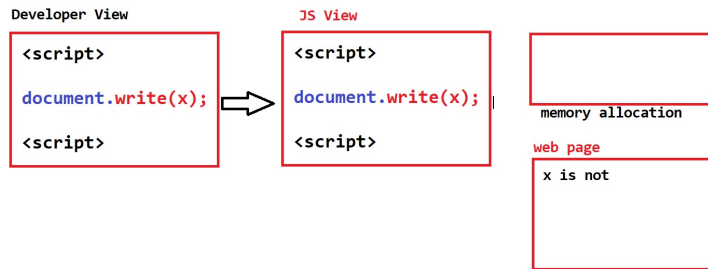 Developer View
<script>
document.write(x);
<script>
JS View
<script>
document.write(x);
<script>
memory allocation
web page
x is not